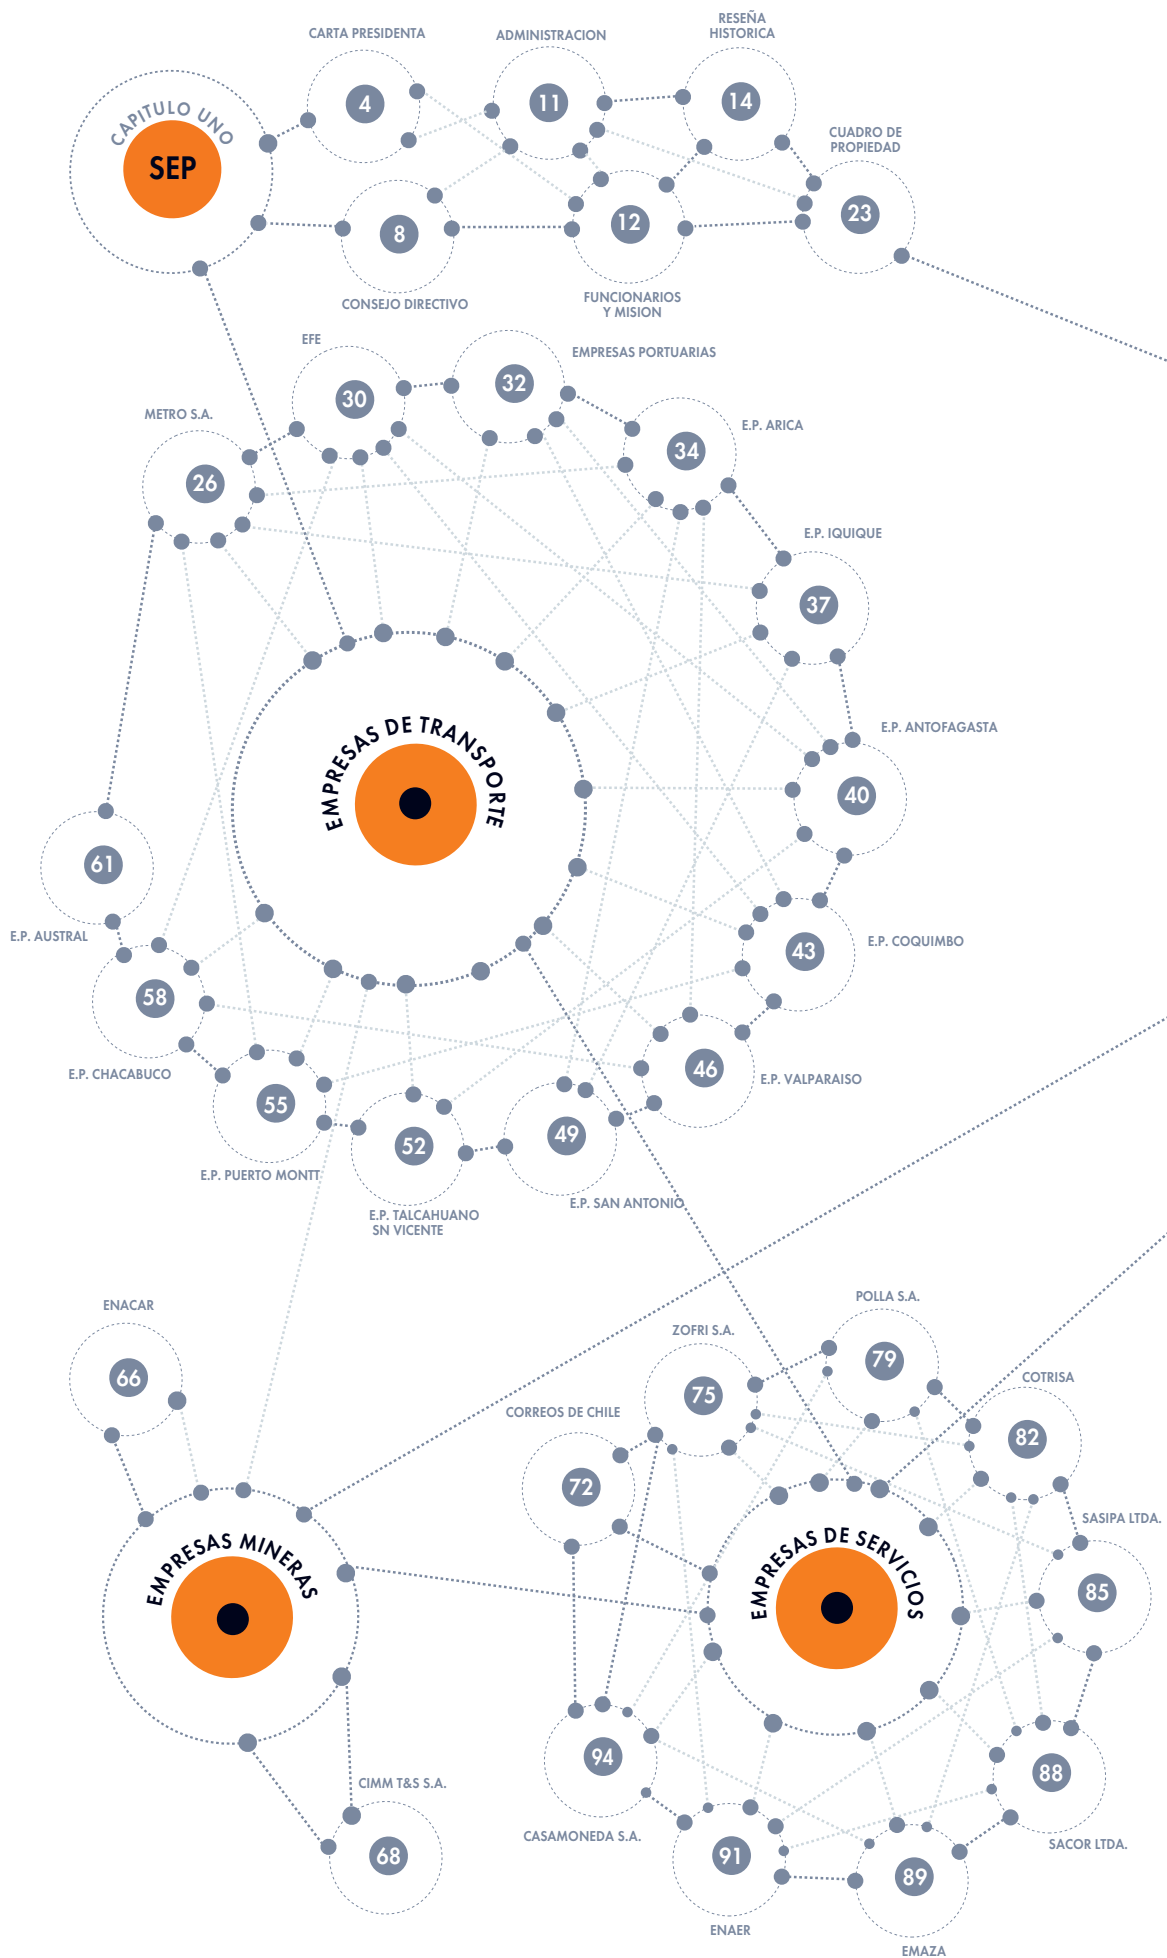 CARTA PRESIDENTA
4
ADMINISTRACION
11
RESEÑA
HISTORICA
14
CAPITULO UNO
SEP
CUADRO DE
PROPIEDAD
23
8
CONSEJO DIRECTIVO
12
FUNCIONARIOS
Y MISION
EFE
30
32
EMPRESAS PORTUARIAS
METRO S.A.
26
34
E.P. ARICA
E.P. IQUIQUE
37
E.P. ANTOFAGASTA
40
EMPRESAS DE TRANSPORTE
61
E.P. AUSTRAL
43
E.P. COQUIMBO
58
E.P. CHACABUCO
46
E.P. VALPARAISO
55
E.P. PUERTO MONTT
52
E.P. TALCAHUANO
SN VICENTE
49
E.P. SAN ANTONIO
ENACAR
66
POLLA S.A.
79
ZOFRI S.A.
75
COTRISA
82
CORREOS DE CHILE
72
SASIPA LTDA.
85
EMPRESAS MINERAS
EMPRESAS DE SERVICIOS
94
CASAMONEDA S.A.
88
SACOR LTDA.
CIMM T&S S.A.
68
91
ENAER
89
EMAZA